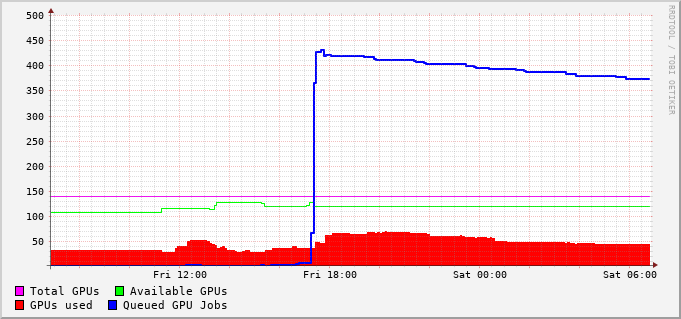 500
450
400
350
300
250
200
150
100
50
Fri 12:00 Fri 18:00 Sat 00:00 Sat 06:00
Total GPUs Available GPUs
GPUs used Queued GPU Jobs
RRDTOOL / TOBI OETIKER